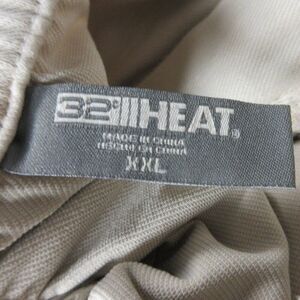 32° HEAT®
MADE IN CHINA
HECHO EN CHINA
XXL